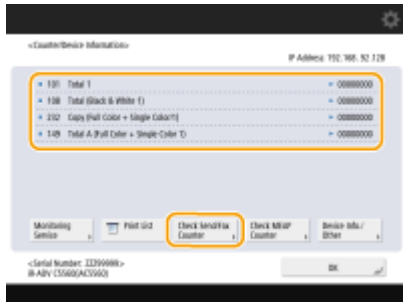 <Counter/Device Information>
IP Address: 192.168.92.128
101 Total 1 00000000
108 Total (Black & White 1) 00000000
232 Copy (Full Color + Single Color/1) 00000000
149 Total A (Full Color + Single Color 1) 00000000
Monitoring Service
Print List
Check Send/Fax Counter
Check MEAP Counter
Device Info./ Other
<Serial Number: ZZZ99999>
iR-ADV C5560(AC5560)
OK